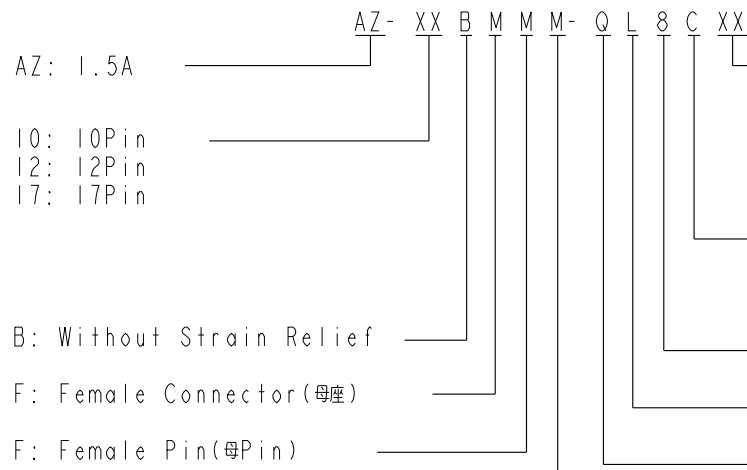 AZ- XX B M M M- Q L 8 C XX
AZ: 1.5A
10: 10Pin
12: 12Pin
17: 17Pin
B: Without Strain Relief
F: Female Connector(母座)
F: Female Pin(母Pin)